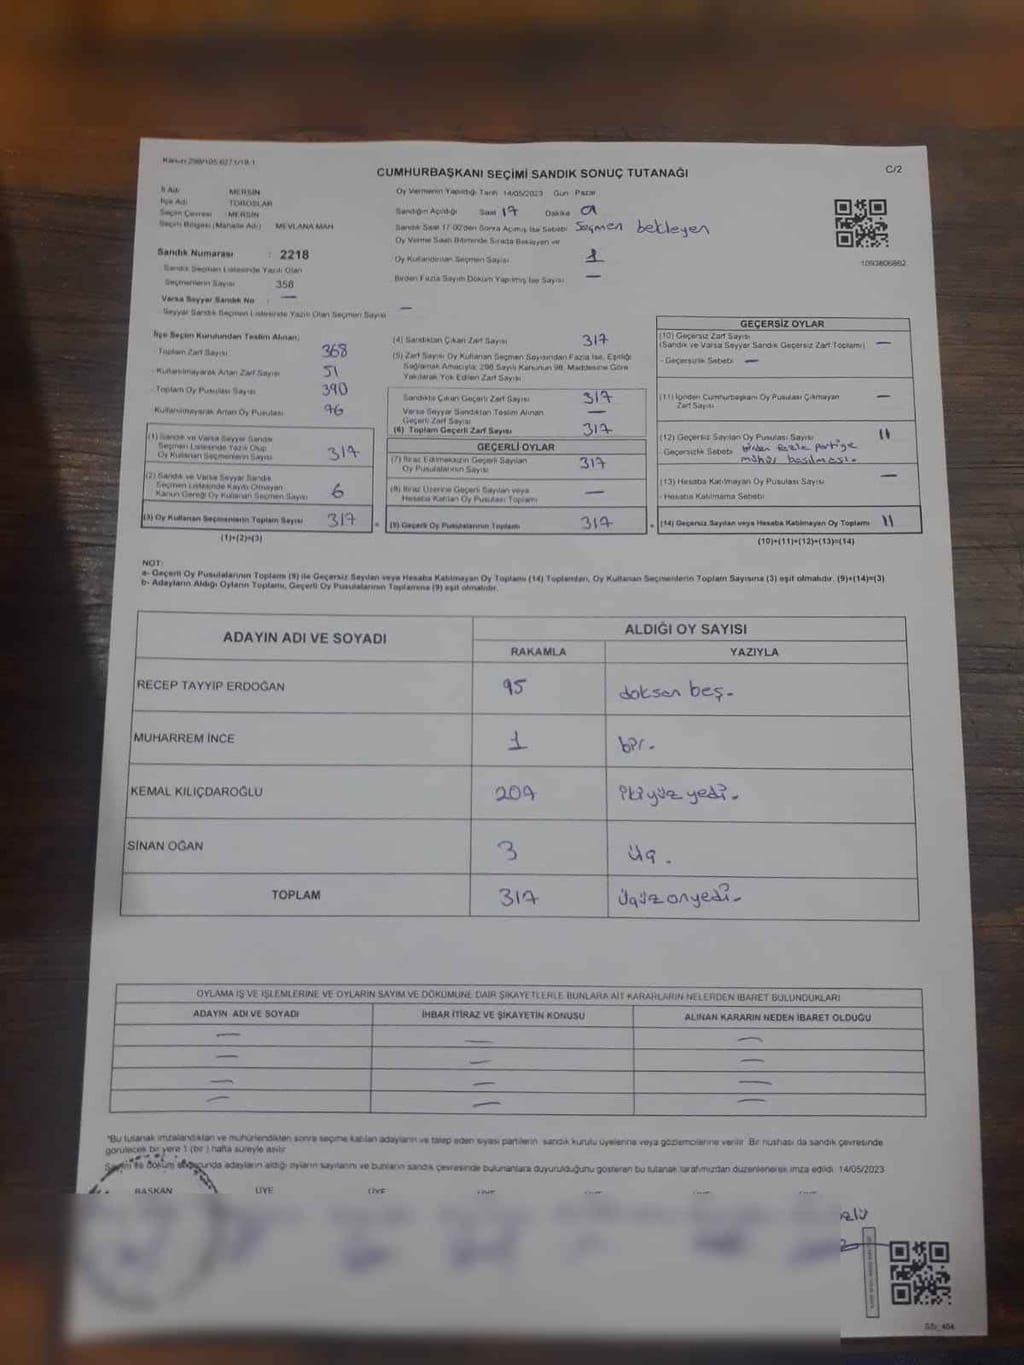 Kanun 298/105 6271/18-1
CUMHURBAŞKANI SEÇİMİ SANDIK SONUÇ TUTANAĞI
C/2
İl Adı MERSİN
İlçe Adı TOROSLAR
Seçim Çevresi MERSİN
Seçim Bölgesi (Mahalle Adı) MEVLANA MAH
Sandık Numarası : 2218
Sandık Seçmen Listesinde Yazılı Olan
Seçmenlerin Sayısı 358
Varsa Seyyar Sandık No : —
Seyyar Sandık Seçmen Listesinde Yazılı Olan Seçmen Sayısı —
Oy Vermenin Yapıldığı Tarih 14/05/2023 Gün Pazar
Sandığın Açıldığı Saat 17 Dakika
Sandık Saat 17:00'den Sonra Açılmış İse Sebebi Seçmen bekleyen
Oy Verme Saati Bitiminde Sırada Bekleyen ve
Oy Kullandırılan Seçmen Sayısı 1
Birden Fazla Sayım Döküm Yapılmış İse Sayısı —
1093806862
İlçe Seçim Kurulundan Teslim Alınan;
- Toplam Zarf Sayısı 368
- Kullanılmayarak Artan Zarf Sayısı 51
- Toplam Oy Pusulası Sayısı 390
- Kullanılmayarak Artan Oy Pusulası 76
(1) Sandık ve Varsa Seyyar Sandık
Seçmen Listesinde Yazılı Olup
Oy Kullanan Seçmenlerin Sayısı 317
(2) Sandık ve Varsa Seyyar Sandık
Seçmen Listesinde Kayıtlı Olmayan
Kanun Gereği Oy Kullanan Seçmen Sayısı 6
(3) Oy Kullanan Seçmenlerin Toplam Sayısı 317
(1)+(2)=(3)
(4) Sandıktan Çıkan Zarf Sayısı 317
(5) Zarf Sayısı Oy Kullanan Seçmen Sayısından Fazla İse, Eşitliği
Sağlamak Amacıyla; 298 Sayılı Kanunun 98. Maddesine Göre
Yakılarak Yok Edilen Zarf Sayısı
Sandıkta Çıkan Geçerli Zarf Sayısı 317
Varsa Seyyar Sandıktan Teslim Alınan
Geçerli Zarf Sayısı —
(6) Toplam Geçerli Zarf Sayısı 317
GEÇERLİ OYLAR
(7) İtiraz Edilmeksizin Geçerli Sayılan
Oy Pusulalarının Sayısı 317
(8) İtiraz Üzerine Geçerli Sayılan veya
Hesaba Katılan Oy Pusulası Toplamı —
= (9) Geçerli Oy Pusulalarının Toplamı 317
GEÇERSİZ OYLAR
(10) Geçersiz Zarf Sayısı
(Sandık ve Varsa Seyyar Sandık Geçersiz Zarf Toplamı) —
- Geçersizlik Sebebi —
(11) İçinden Cumhurbaşkanı Oy Pusulası Çıkmayan
Zarf Sayısı —
(12) Geçersiz Sayılan Oy Pusulası Sayısı 11
Geçersizlik Sebebi birden fazla partiye
mühür basılması.
(13) Hesaba Katılmayan Oy Pusulası Sayısı —
- Hesaba Katılmama Sebebi
+ (14) Geçersiz Sayılan veya Hesaba Katılmayan Oy Toplamı 11
(10)+(11)+(12)+(13)=(14)
NOT:
a- Geçerli Oy Pusulalarının Toplamı (9) ile Geçersiz Sayılan veya Hesaba Katılmayan Oy Toplamı (14) Toplamları, Oy Kullanan Seçmenlerin Toplam Sayısına (3) eşit olmalıdır. (9)+(14)=(3)
b- Adayların Aldığı Oyların Toplamı, Geçerli Oy Pusulalarının Toplamına (9) eşit olmalıdır.
ADAYIN ADI VE SOYADI
ALDIĞI OY SAYISI
RAKAMLA YAZIYLA
RECEP TAYYİP ERDOĞAN 95 doksan beş.
MUHARREM İNCE 1 bir.
KEMAL KILIÇDAROĞLU 207 ikiyüz yedi.
SİNAN OĞAN 3 üç.
TOPLAM 317 üçyüz onyedi.
OYLAMA İŞ VE İŞLEMLERİNE VE OYLARIN SAYIM VE DÖKÜMÜNE DAİR ŞİKAYETLERLE BUNLARA AİT KARARLARIN NELERDEN İBARET BULUNDUKLARI
ADAYIN ADI VE SOYADI İHBAR İTİRAZ VE ŞİKAYETİN KONUSU ALINAN KARARIN NEDEN İBARET OLDUĞU
— — —
— — —
— — —
— — —
*Bu tutanak imzalandıktan ve mühürlendikten sonra seçime katılan adayların ve talep eden siyasi partilerin sandık kurulu üyelerine veya gözlemcilerine verilir. Bir nüshası da sandık çevresinde
görülecek bir yere 1 (bir) hafta süreyle asılır
Sayım ve döküm sonucunda adayların aldığı oyların sayılarını ve bunların sandık çevresinde bulunanlara duyurulduğunu gösteren bu tutanak tarafımızdan düzenlenerek imza edildi. 14/05/2023
BAŞKAN ÜYE ÜYE